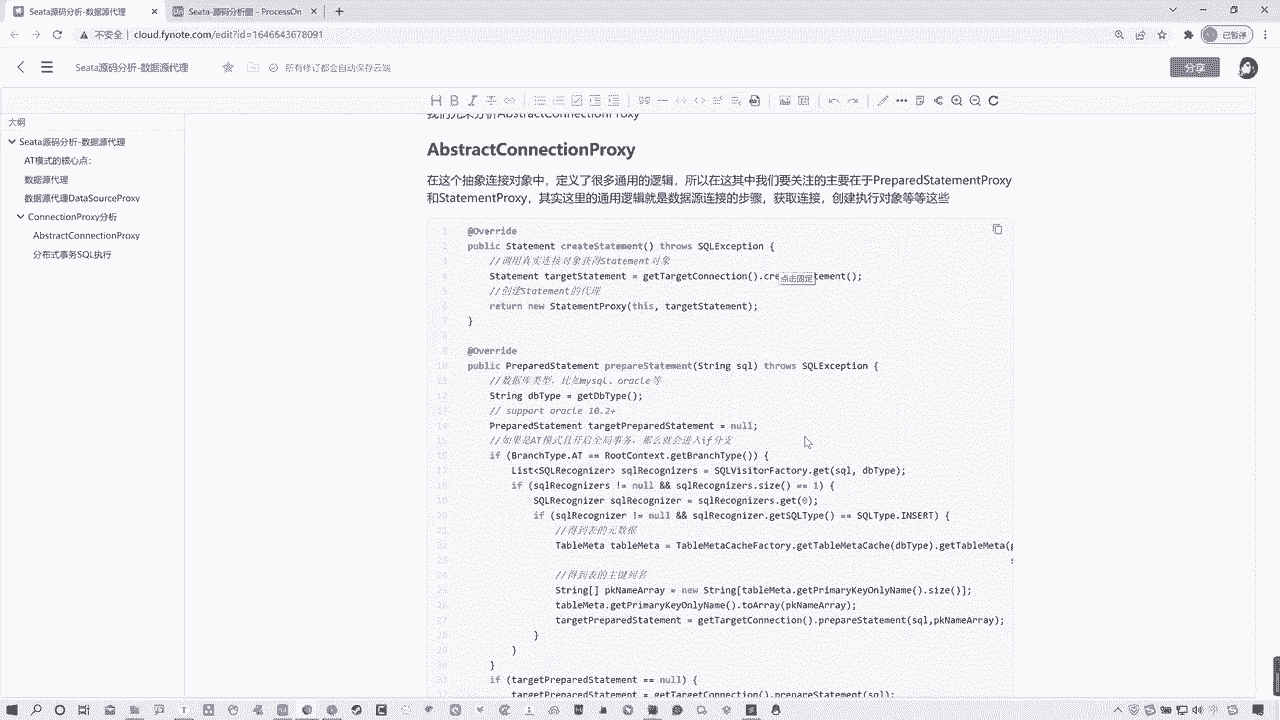 Seata源码分析-数据源代理
Seata-源码分析图 - ProcessOn
不安全
cloud.fynote.com/edit?id=1646643678091
已暂停
Seata源码分析-数据源代理
所有修订都会自动保存云端
分享
大纲
Seata源码分析-数据源代理
AT模式的核心点:
数据源代理
数据源代理DataSourceProxy
ConnectionProxy分析
AbstractConnectionProxy
分布式事务SQL执行
我们先来分析AbstractConnectionProxy
AbstractConnectionProxy
在这个抽象连接对象中，定义了很多通用的逻辑，所以在这其中我们要关注的主要在于PreparedStatementProxy
和StatementProxy，其实这里的通用逻辑就是数据源连接的步骤，获取连接，创建执行对象等等这些
1 @Override
2 public Statement createStatement() throws SQLException {
3 //调用真实连接对象获得Statement对象
4 Statement targetStatement = getTargetConnection().cre tement();
点击固定
5 //创建Statement的代理
6 return new StatementProxy(this, targetStatement);
7 }
8
9 @Override
10 public PreparedStatement prepareStatement(String sql) throws SQLException {
11 //数据库类型，比如mysql、oracle等
12 String dbType = getDbType();
13 // support oracle 10.2+
14 PreparedStatement targetPreparedStatement = null;
15 //如果是AT模式且开启全局事务，那么就会进入if分支
16 if (BranchType.AT == RootContext.getBranchType()) {
17 List<SQLRecognizer> sqlRecognizers = SQLVisitorFactory.get(sql, dbType);
18 if (sqlRecognizers != null && sqlRecognizers.size() == 1) {
19 SQLRecognizer sqlRecognizer = sqlRecognizers.get(0);
20 if (sqlRecognizer != null && sqlRecognizer.getSQLType() == SQLType.INSERT) {
21 //得到表的元数据
22 TableMeta tableMeta = TableMetaCacheFactory.getTableMetaCache(dbType).getTableMeta(
23
24 //得到表的主键列名
25 String[] pkNameArray = new String[tableMeta.getPrimaryKeyOnlyName().size()];
26 tableMeta.getPrimaryKeyOnlyName().toArray(pkNameArray);
27 targetPreparedStatement = getTargetConnection().prepareStatement(sql,pkNameArray);
28 }
29 }
30 }
31 if (targetPreparedStatement == null) {
32 targetPreparedStatement = getTargetConnection().prepareStatement(sql);